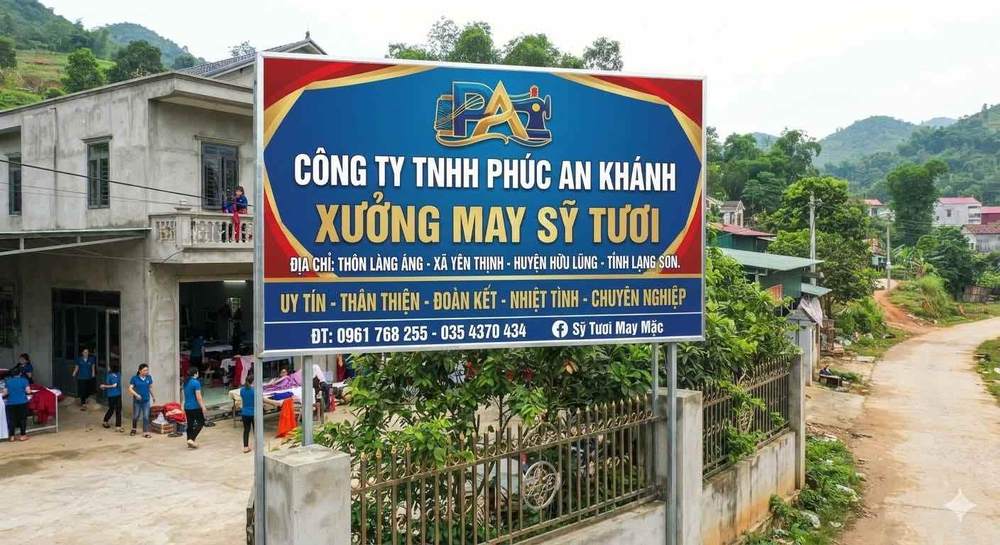 PA
CÔNG TY TNHH PHÚC AN KHÁNH
XƯỞNG MAY SỸ TƯƠI
ĐỊA CHỈ: THÔN LÀNG ÁNG - XÃ YÊN THỊNH - HUYỆN HỮU LŨNG - TỈNH LẠNG SƠN.
UY TÍN - THÂN THIỆN - ĐOÀN KẾT - NHIỆT TÌNH - CHUYÊN NGHIỆP
ĐT: 0961 768 255 - 035 4370 434 Sỹ Tươi May Mặc